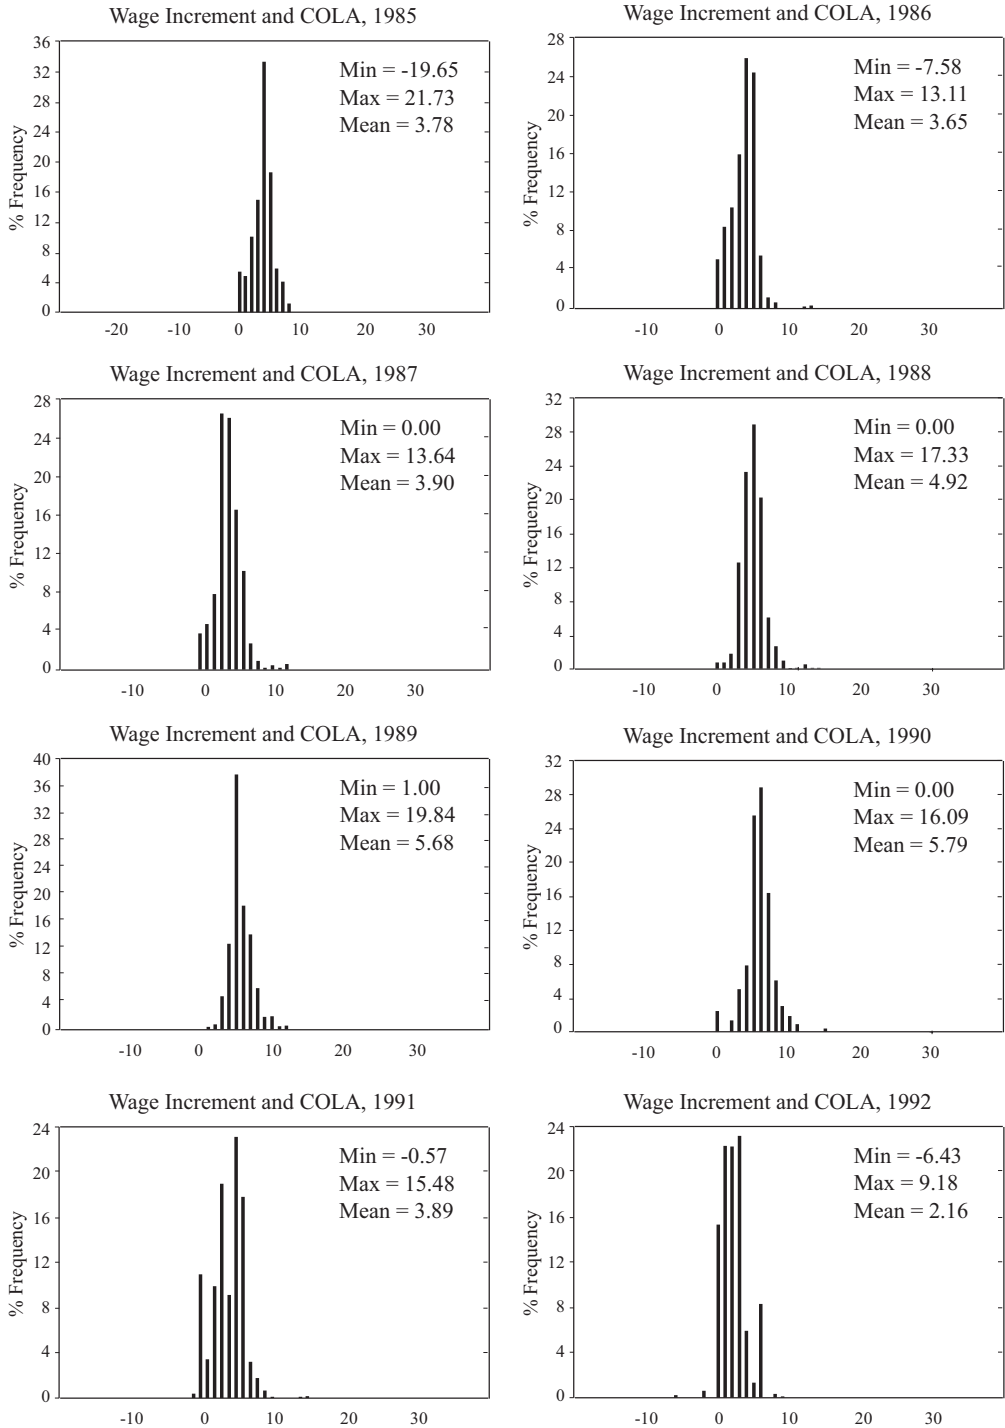 Wage Increment and COLA, 1985
36
32
28
24
20
16
12
8
4
0
% Frequency
Min = -19.65
Max = 21.73
Mean = 3.78
-20 -10 0 10 20 30
Wage Increment and COLA, 1986
28
24
20
16
12
8
4
0
% Frequency
Min = -7.58
Max = 13.11
Mean = 3.65
-10 0 10 20 30
Wage Increment and COLA, 1987
28
24
20
16
12
8
4
0
% Frequency
Min = 0.00
Max = 13.64
Mean = 3.90
-10 0 10 20 30
Wage Increment and COLA, 1988
32
28
24
20
16
12
8
4
0
% Frequency
Min = 0.00
Max = 17.33
Mean = 4.92
-10 0 10 20 30
Wage Increment and COLA, 1989
40
36
32
28
24
20
16
12
8
4
0
% Frequency
Min = 1.00
Max = 19.84
Mean = 5.68
-10 0 10 20 30
Wage Increment and COLA, 1990
32
28
24
20
16
12
8
4
0
% Frequency
Min = 0.00
Max = 16.09
Mean = 5.79
-10 0 10 20 30
Wage Increment and COLA, 1991
24
20
16
12
8
4
0
% Frequency
Min = -0.57
Max = 15.48
Mean = 3.89
-10 0 10 20 30
Wage Increment and COLA, 1992
24
20
16
12
8
4
0
% Frequency
Min = -6.43
Max = 9.18
Mean = 2.16
-10 0 10 20 30